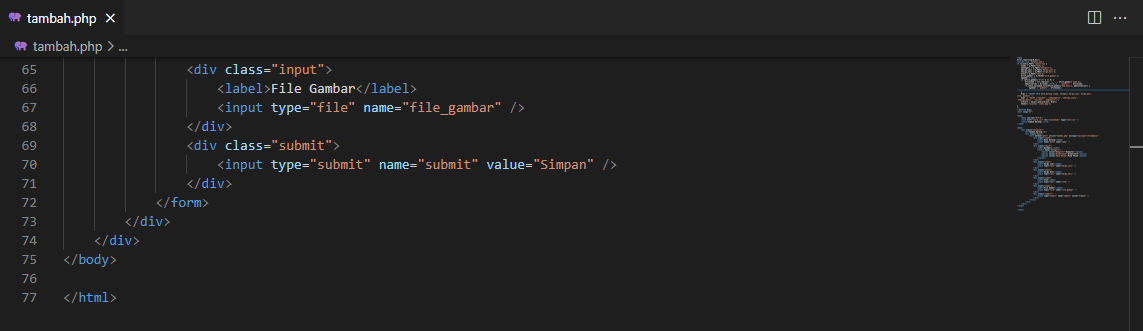 tambah.php
tambah.php > ...
65 <div class="input">
66 <label>File Gambar</label>
67 <input type="file" name="file_gambar" />
68 </div>
69 <div class="submit">
70 <input type="submit" name="submit" value="Simpan" />
71 </div>
72 </form>
73 </div>
74 </div>
75 </body>
76
77 </html>